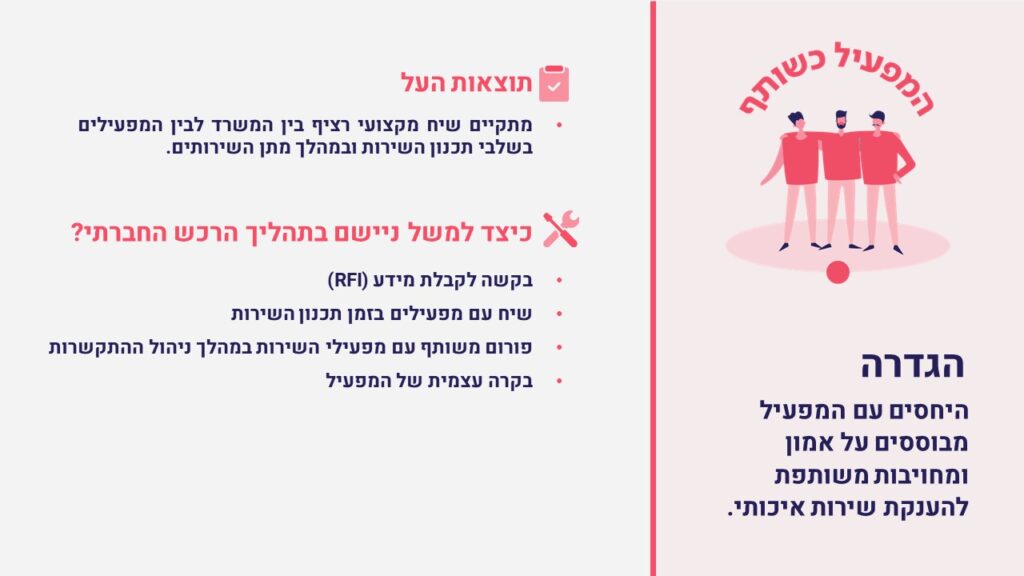 המפעיל כשותף
הגדרה
היחסים עם המפעיל
מבוססים על אמון
ומחויבות משותפת
להענקת שירות איכותי.
תוצאות העל
• מתקיים שיח מקצועי רציף בין המשרד לבין המפעילים
בשלבי תכנון השירות ובמהלך מתן השירותים.
כיצד למשל ניישם בתהליך הרכש החברתי?
• בקשה לקבלת מידע (RFI)
• שיח עם מפעילים בזמן תכנון השירות
• פורום משותף עם מפעילי השירות במהלך ניהול ההתקשרות
• בקרה עצמית של המפעיל